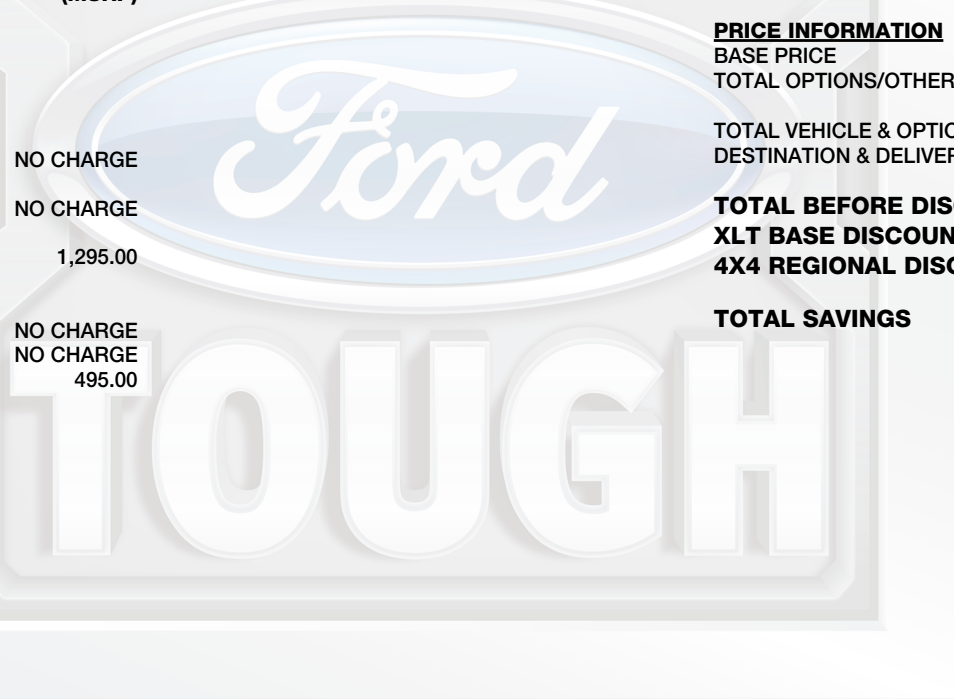 PRICE INFORMATION
BASE PRICE
TOTAL OPTIONS/OTHER
TOTAL VEHICLE & OPTIO
NO CHARGE
DESTINATION & DELIVER
NO CHARGE
TOTAL BEFORE DISC
XLT BASE DISCOUN
1,295.00
4X4 REGIONAL DISC
TOTAL SAVINGS
NO CHARGE
NO CHARGE
495.00
Ford
TOUGH